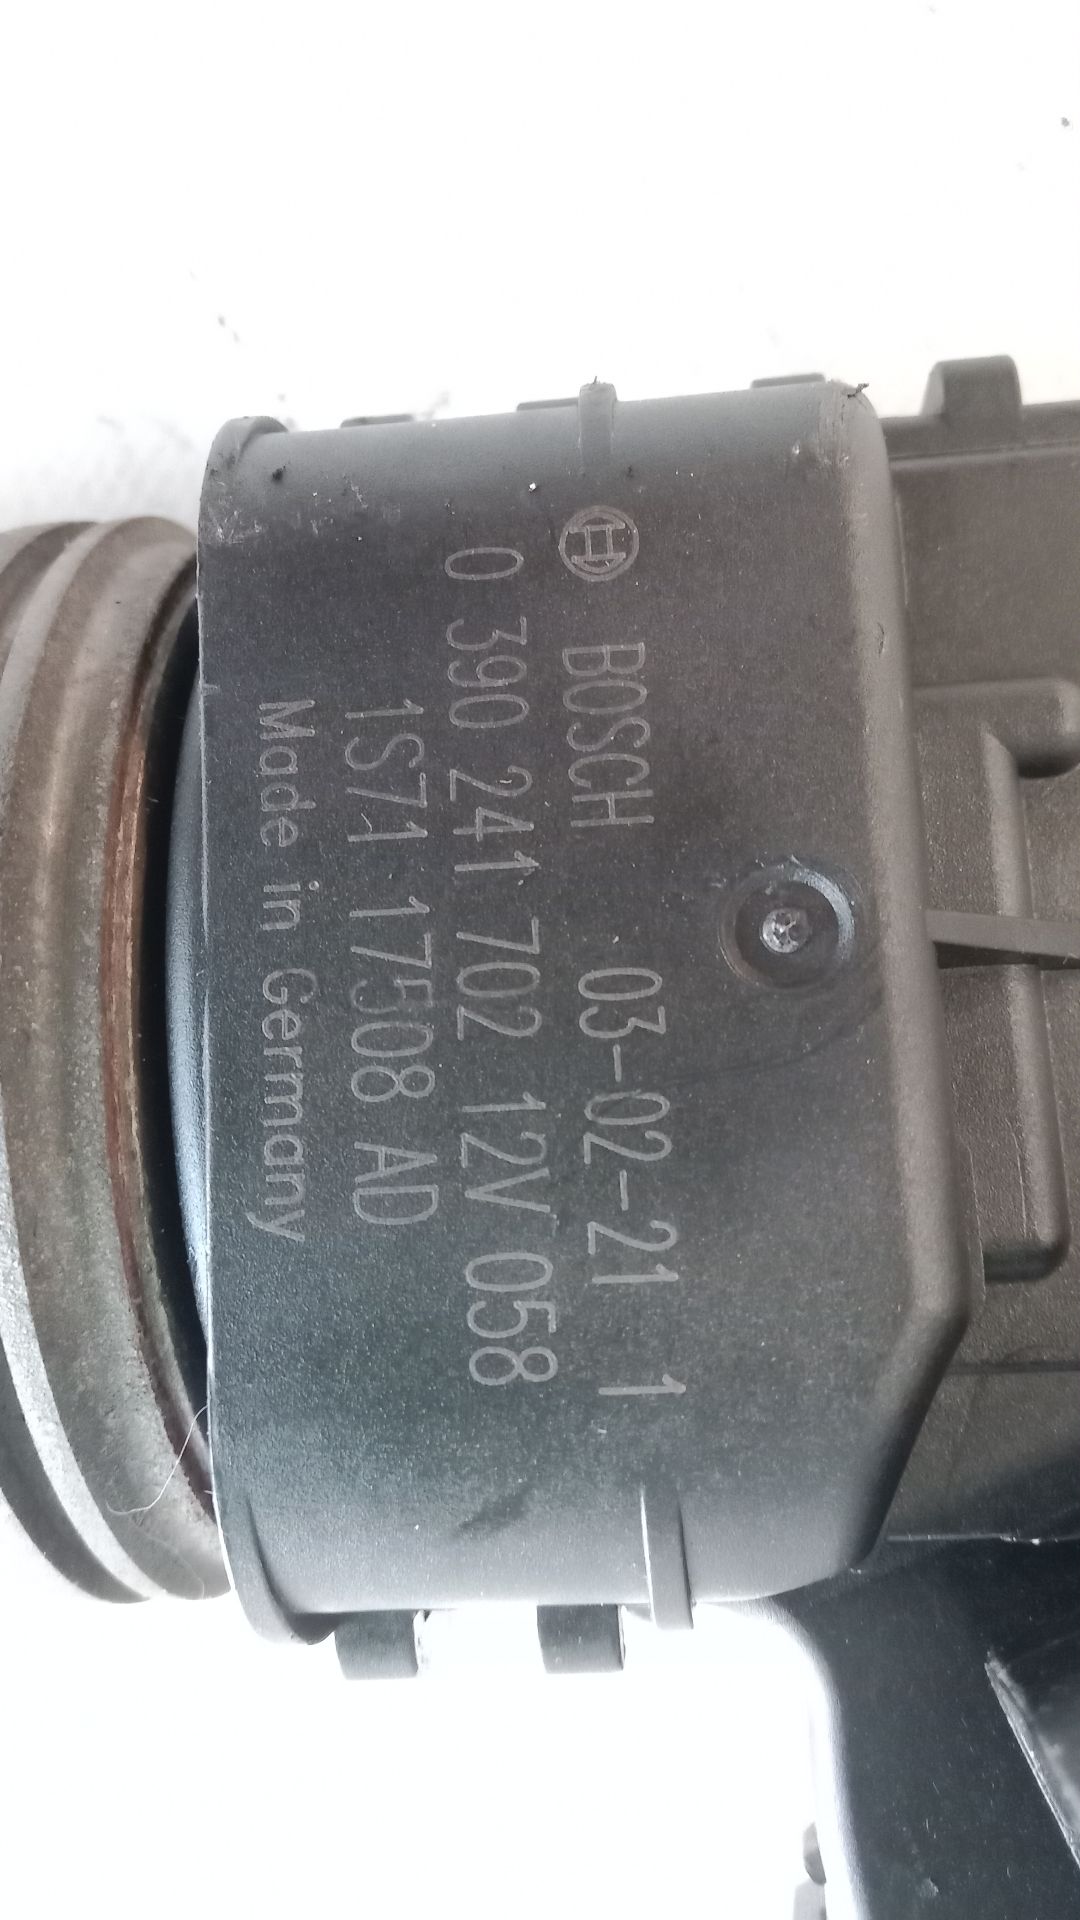 BOSCH 03-02-21 1
0 390 241 702 12V 058
1S71 17508 AD
Made in Germany